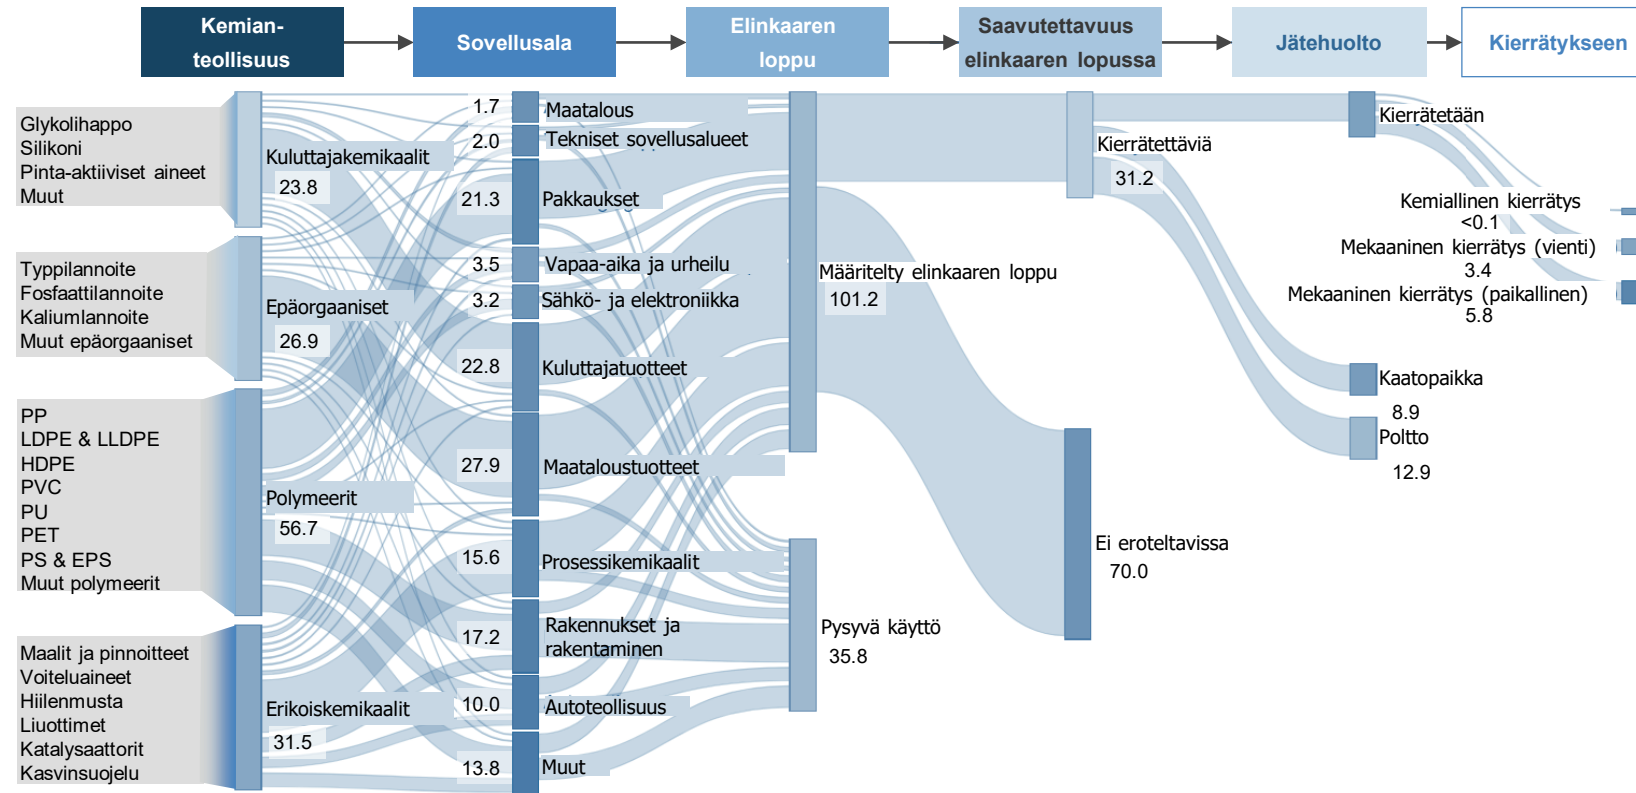 Kemian-
teollisuus
Sovellusala
Elinkaaren
loppu
Saavutettavuus
elinkaaren lopussa
Jätehuolto
Kierrätykseen
Glykolihappo
Silikoni
Pinta-aktiiviset aineet
Muut
Kuluttajakemikaalit
23.8
Typpilannoite
Fosfaattilannoite
Kaliumlannoite
Muut epäorgaaniset
Epäorgaaniset
26.9
PP
LDPE & LLDPE
HDPE
PVC
PU
PET
PS & EPS
Muut polymeerit
Polymeerit
56.7
Maalit ja pinnoitteet
Voiteluaineet
Hiilenmusta
Liuottimet
Katalysaattorit
Kasvinsuojelu
Erikoiskemikaalit
31.5
1.7 Maatalous
2.0 Tekniset sovellusalueet
21.3 Pakkaukset
3.5 Vapaa-aika ja urheilu
3.2 Sähkö- ja elektroniikka
22.8 Kuluttajatuotteet
27.9 Maataloustuotteet
15.6 Prosessikemikaalit
17.2 Rakennukset ja
rakentaminen
10.0 Autoteollisuus
13.8 Muut
Määritelty elinkaaren loppu
101.2
Pysyvä käyttö
35.8
Kierrätettäviä
31.2
Ei eroteltavissa
70.0
Kierrätetään
Kemiallinen kierrätys
<0.1
Mekaaninen kierrätys (vienti)
3.4
Mekaaninen kierrätys (paikallinen)
5.8
Kaatopaikka
8.9
Poltto
12.9